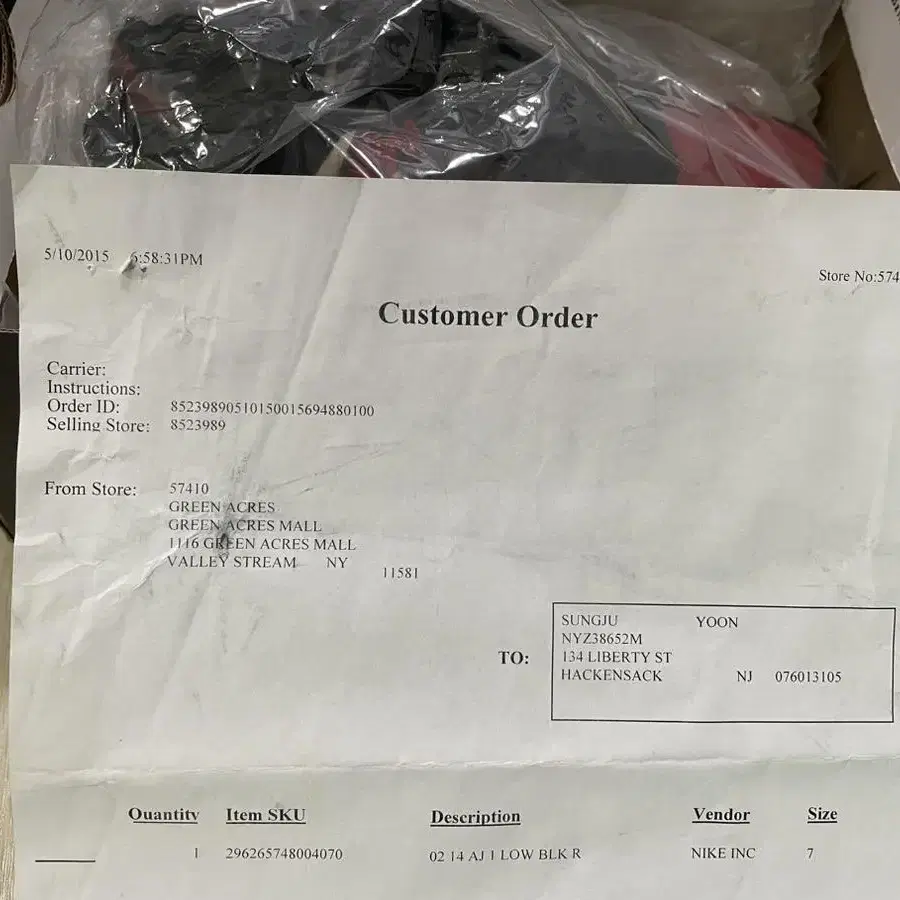 5/10/2015 6:58:31PM
Store No:574
Customer Order
Carrier:
Instructions:
Order ID: 85239890510150015694880100
Selling Store: 8523989
From Store: 57410
GREEN ACRES
GREEN ACRES MALL
1116 GREEN ACRES MALL
VALLEY STREAM NY
11581
TO:
SUNGJU YOON
NYZ38652M
134 LIBERTY ST
HACKENSACK NJ 076013105
Quantity Item SKU Description Vendor Size
1 296265748004070 02 14 AJ 1 LOW BLK R NIKE INC 7